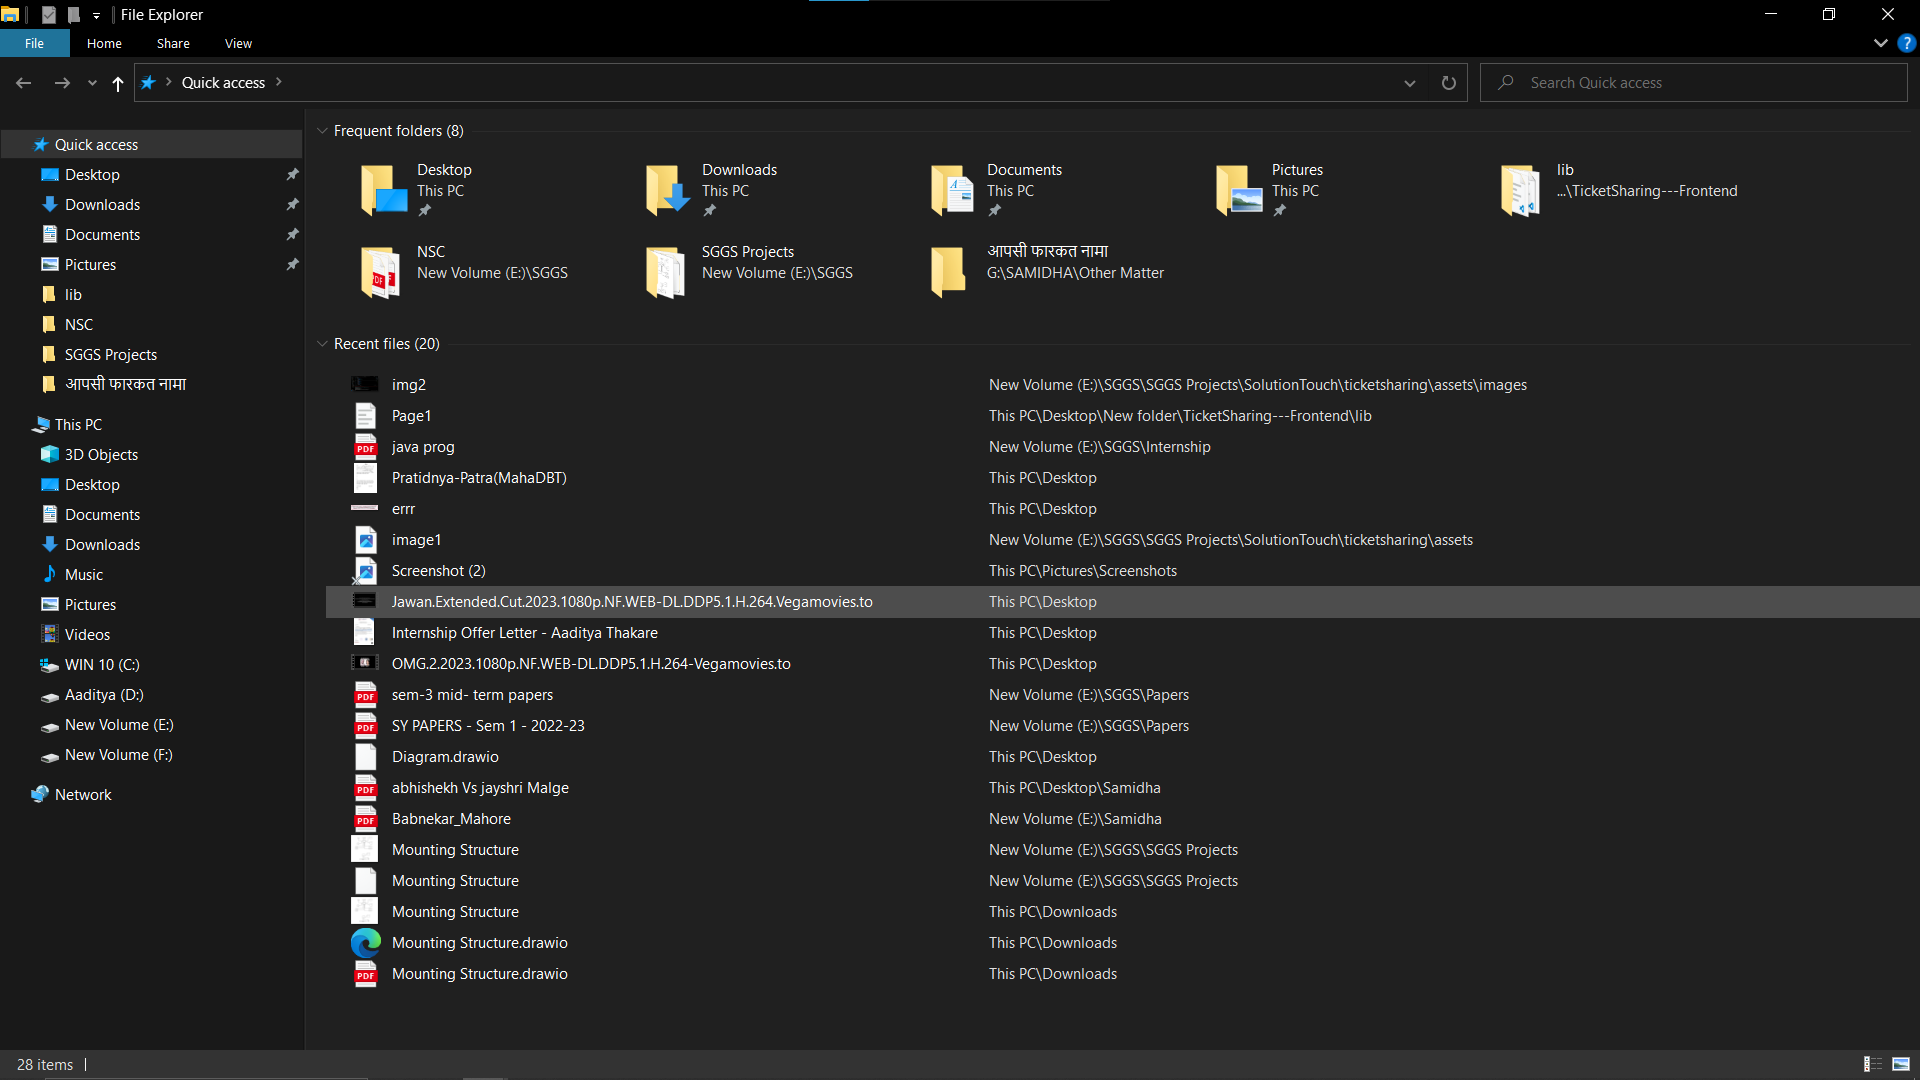 File Explorer
File Home Share View
Quick access
Search Quick access
Quick access
Desktop
Downloads
Documents
Pictures
lib
NSC
SGGS Projects
आपसी फारकत नामा
This PC
3D Objects
Desktop
Documents
Downloads
Music
Pictures
Videos
WIN 10 (C:)
Aaditya (D:)
New Volume (E:)
New Volume (F:)
Network
Frequent folders (8)
Desktop
This PC
Downloads
This PC
Documents
This PC
Pictures
This PC
lib
...\TicketSharing---Frontend
NSC
New Volume (E:)\SGGS
SGGS Projects
New Volume (E:)\SGGS
आपसी फारकत नामा
G:\SAMIDHA\Other Matter
Recent files (20)
img2 New Volume (E:)\SGGS\SGGS Projects\SolutionTouch\ticketsharing\assets\images
Page1 This PC\Desktop\New folder\TicketSharing---Frontend\lib
java prog New Volume (E:)\SGGS\Internship
Pratidnya-Patra(MahaDBT) This PC\Desktop
errr This PC\Desktop
image1 New Volume (E:)\SGGS\SGGS Projects\SolutionTouch\ticketsharing\assets
Screenshot (2) This PC\Pictures\Screenshots
Jawan.Extended.Cut.2023.1080p.NF.WEB-DL.DDP5.1.H.264.Vegamovies.to This PC\Desktop
Internship Offer Letter - Aaditya Thakare This PC\Desktop
OMG.2.2023.1080p.NF.WEB-DL.DDP5.1.H.264-Vegamovies.to This PC\Desktop
sem-3 mid- term papers New Volume (E:)\SGGS\Papers
SY PAPERS - Sem 1 - 2022-23 New Volume (E:)\SGGS\Papers
Diagram.drawio This PC\Desktop
abhishekh Vs jayshri Malge This PC\Desktop\Samidha
Babnekar_Mahore New Volume (E:)\Samidha
Mounting Structure New Volume (E:)\SGGS\SGGS Projects
Mounting Structure New Volume (E:)\SGGS\SGGS Projects
Mounting Structure This PC\Downloads
Mounting Structure.drawio This PC\Downloads
Mounting Structure.drawio This PC\Downloads
28 items